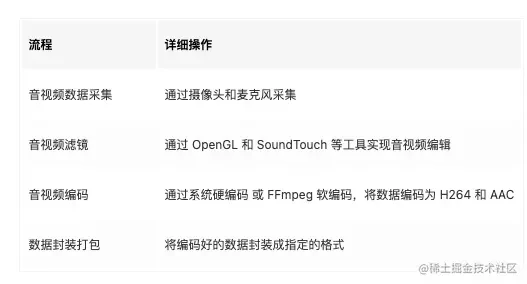 流程 详细操作
音视频数据采集 通过摄像头和麦克风采集
音视频滤镜 通过 OpenGL 和 SoundTouch 等工具实现音视频编辑
音视频编码 通过系统硬编码 或 FFmpeg 软编码，将数据编码为 H264 和 AAC
数据封装打包 将编码好的数据封装成指定的格式
@稀土掘金技术社区